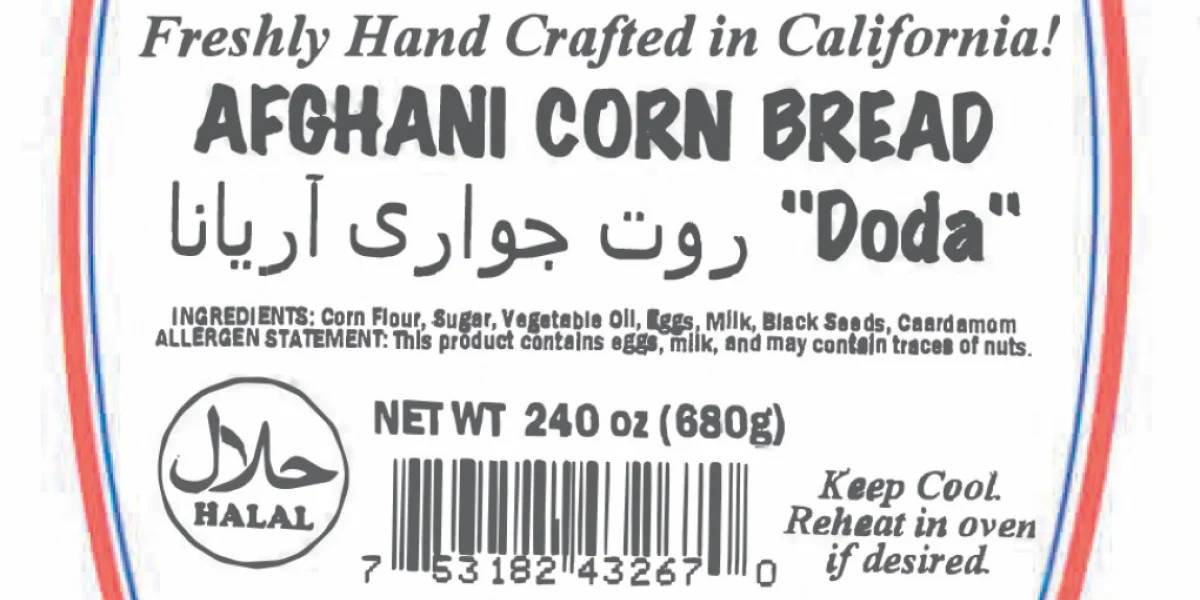 Freshly Hand Crafted in California!
AFGHANI CORN BREAD
"Doda" روت جواری آریانا
INGREDIENTS: Corn Flour, Sugar, Vegetable Oil, Eggs, Milk, Black Seeds, Caardamom
ALLERGEN STATEMENT: This product contains eggs, milk, and may contain traces of nuts.
حلال
HALAL
NET WT 240 oz (680g)
7 53182 43267 0
Keep Cool.
Reheat in oven
if desired.